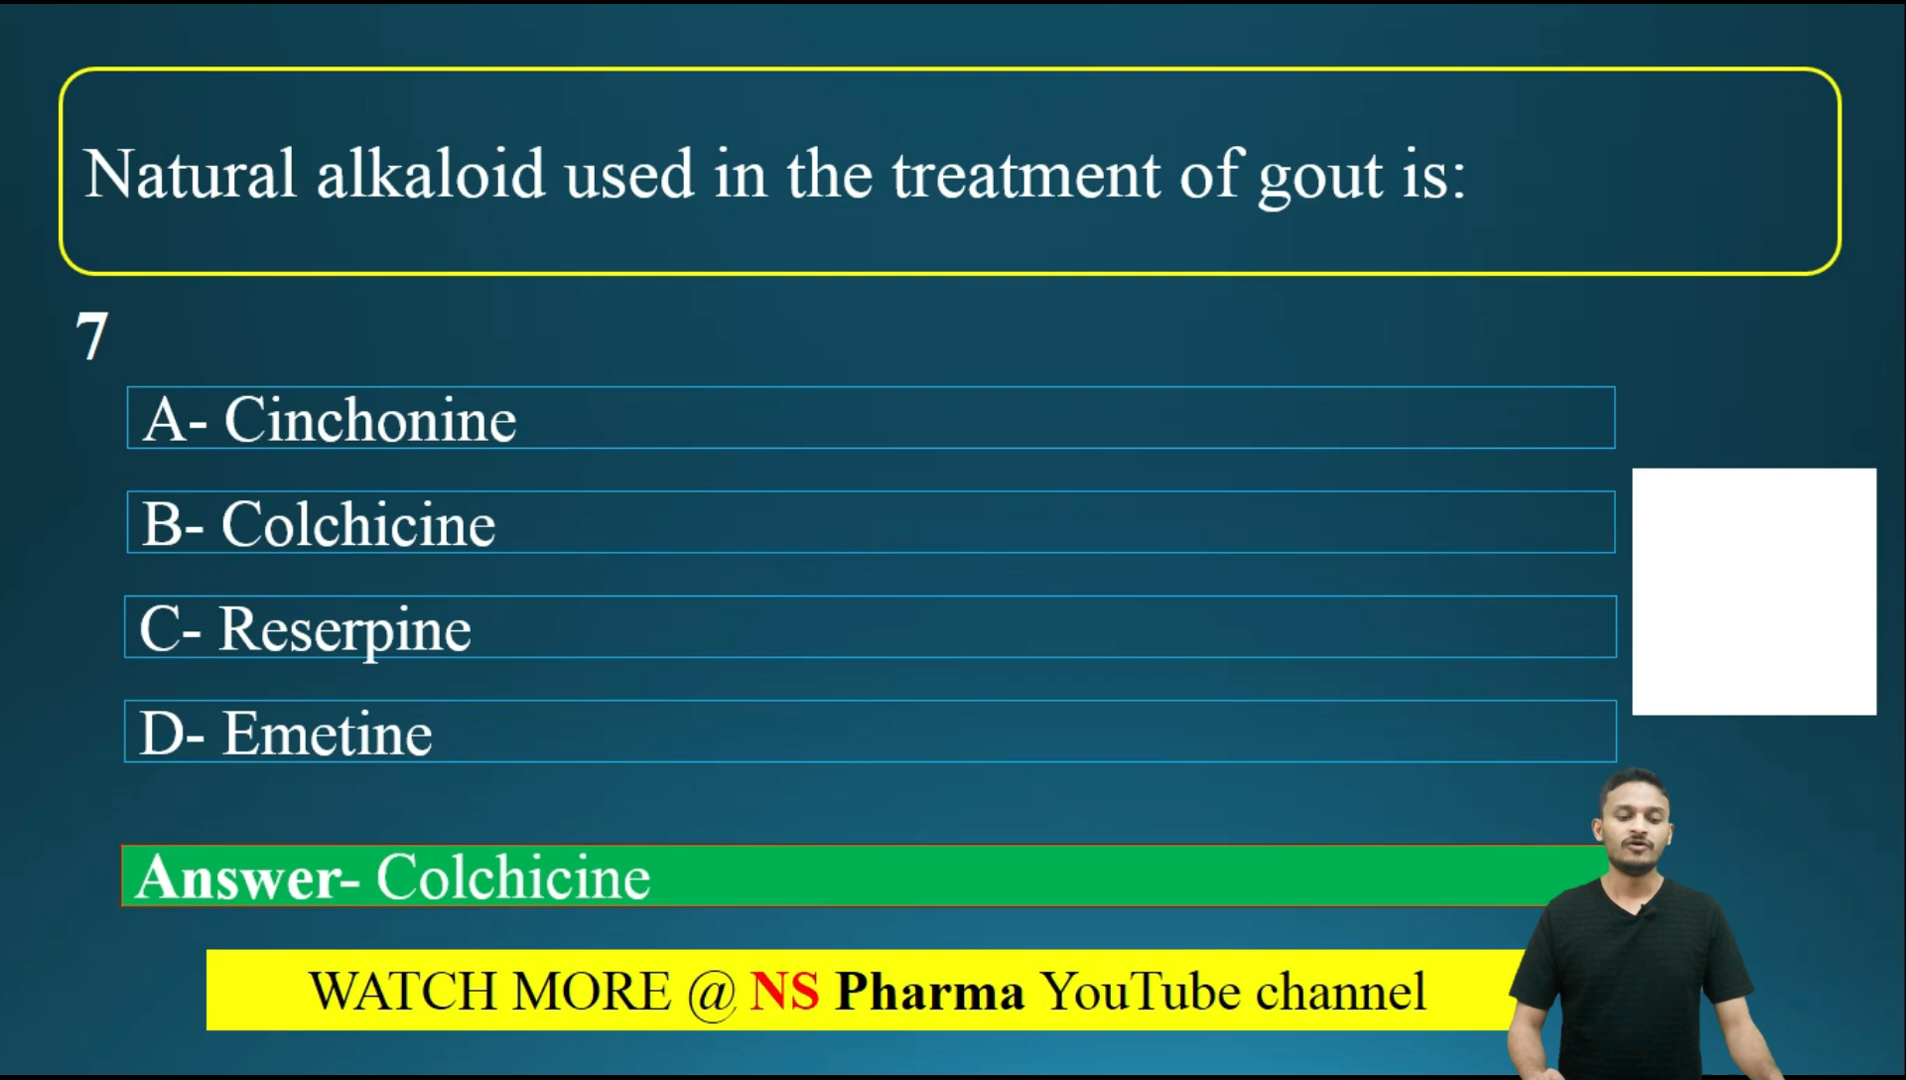 Natural alkaloid used in the treatment of gout is:
7
A- Cinchonine
B- Colchicine
C- Reserpine
D- Emetine
Answer- Colchicine
WATCH MORE @ NS Pharma YouTube channel